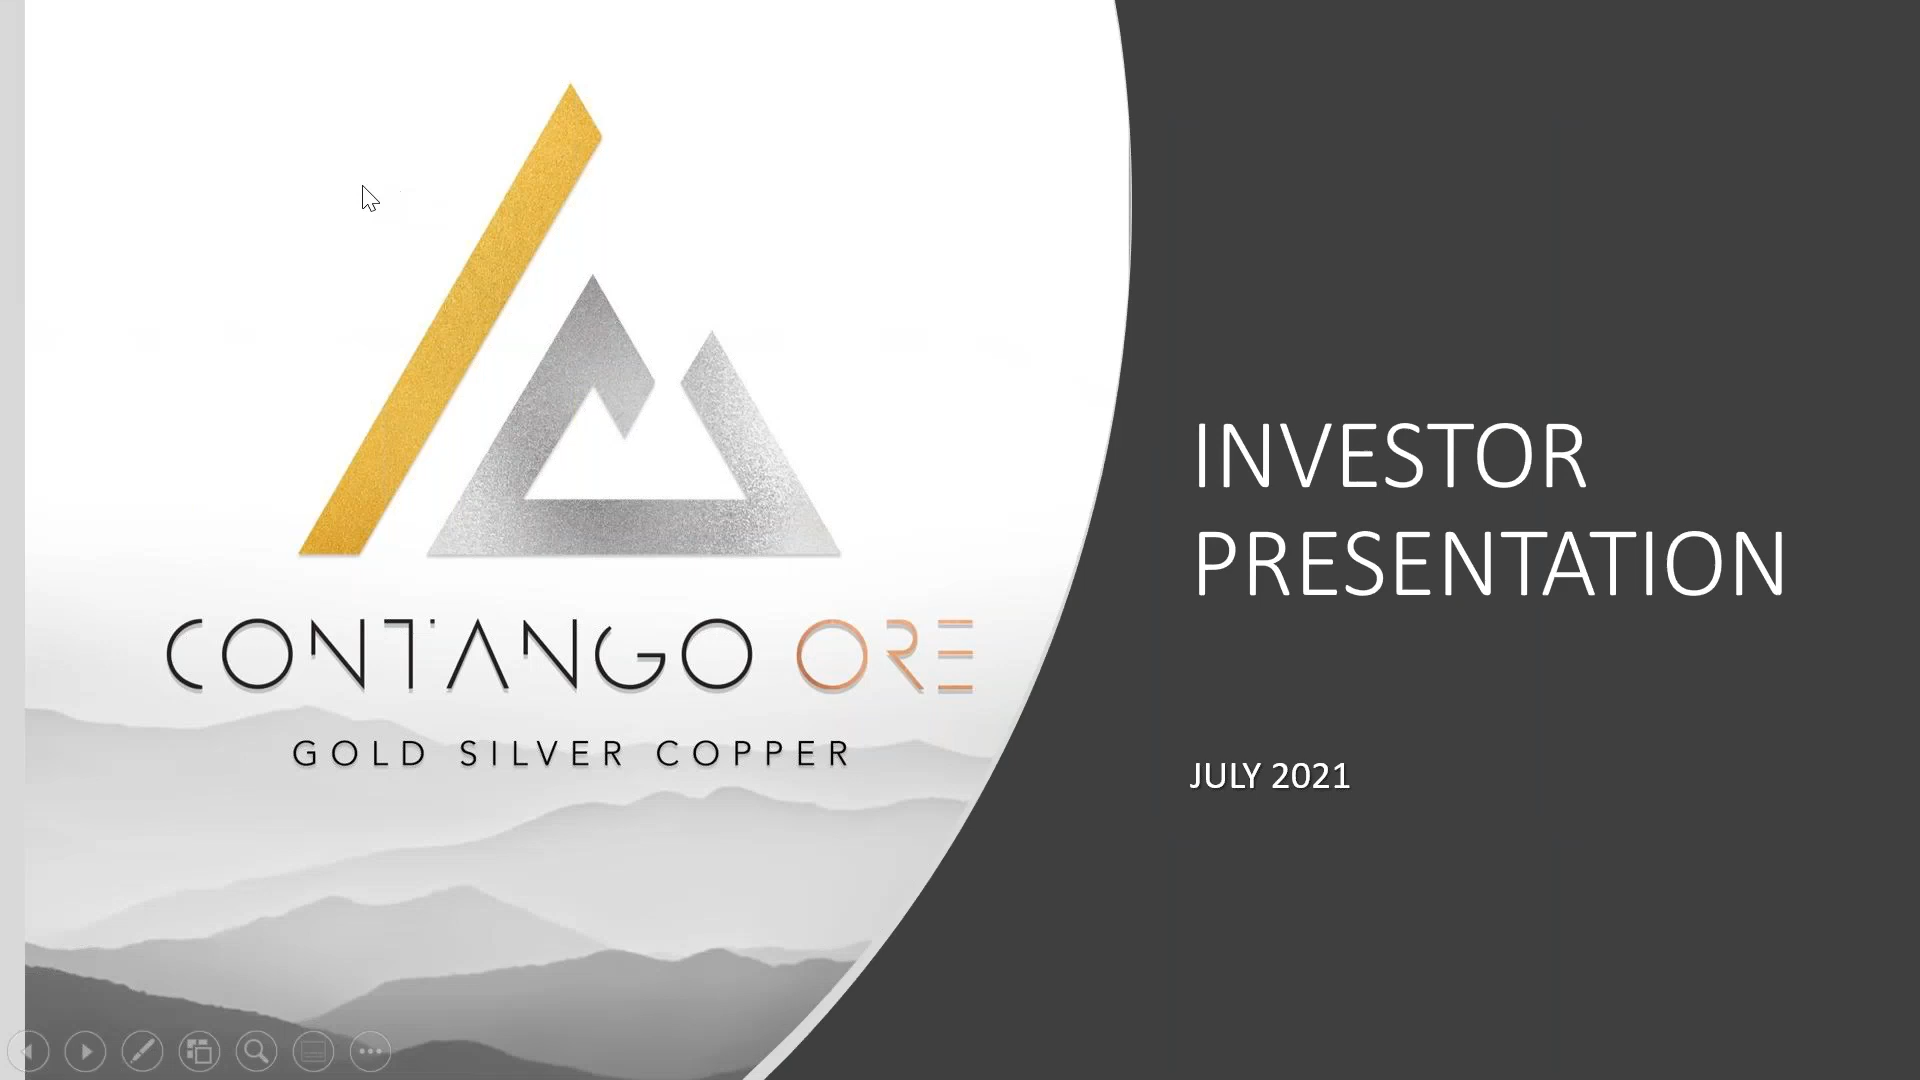 CONTANGO ORE
GOLD SILVER COPPER
INVESTOR
PRESENTATION
JULY 2021